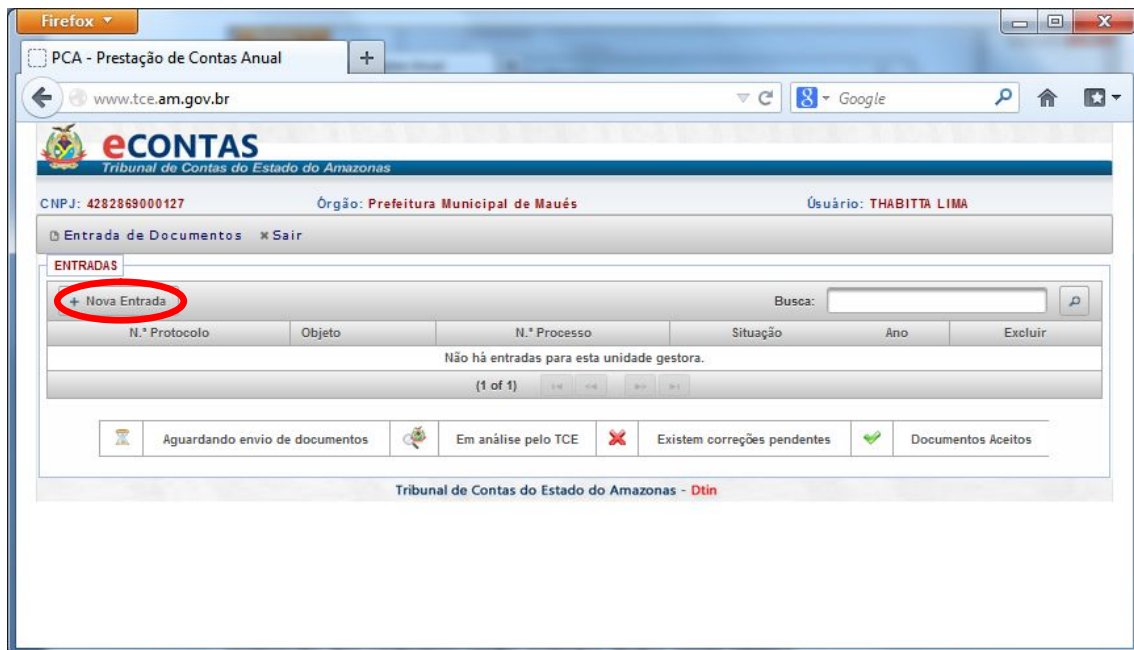 Firefox
PCA - Prestação de Contas Anual
www.tce.am.gov.br
Google
eCONTAS
Tribunal de Contas do Estado do Amazonas
CNPJ: 4282869000127 Órgão: Prefeitura Municipal de Maués Úsuário: THABITTA LIMA
Entrada de Documentos Sair
ENTRADAS
+ Nova Entrada Busca:
N.º Protocolo Objeto N.º Processo Situação Ano Excluir
Não há entradas para esta unidade gestora.
(1 of 1)
Aguardando envio de documentos Em análise pelo TCE Existem correções pendentes Documentos Aceitos
Tribunal de Contas do Estado do Amazonas - Dtin